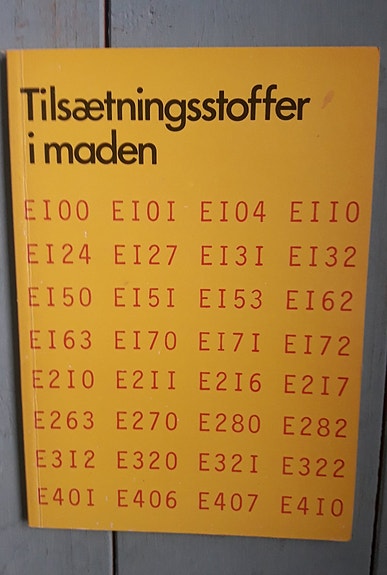 Tilsætningsstoffer
i maden
E100 E101 E104 E110
E124 E127 E131 E132
E150 E151 E153 E162
E163 E170 E171 E172
E210 E211 E216 E217
E263 E270 E280 E282
E312 E320 E321 E322
E401 E406 E407 E410